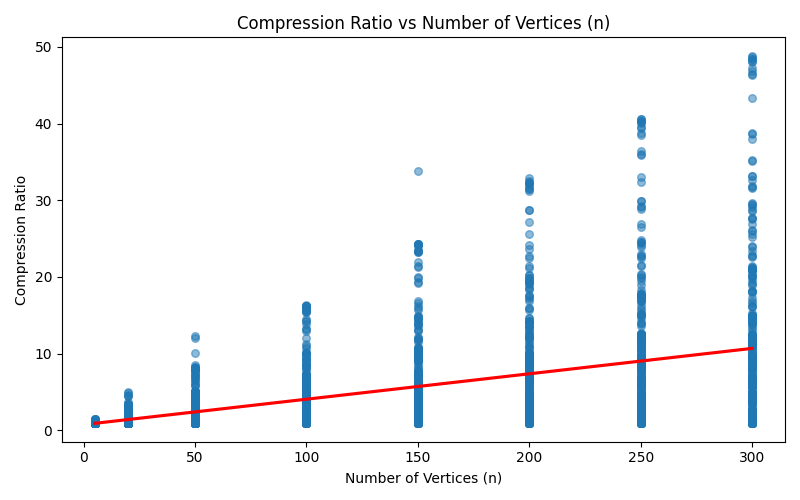 Compression Ratio vs Number of Vertices (n)
50
40
30
20
10
0
Compression Ratio
0 50 100 150 200 250 300
Number of Vertices (n)